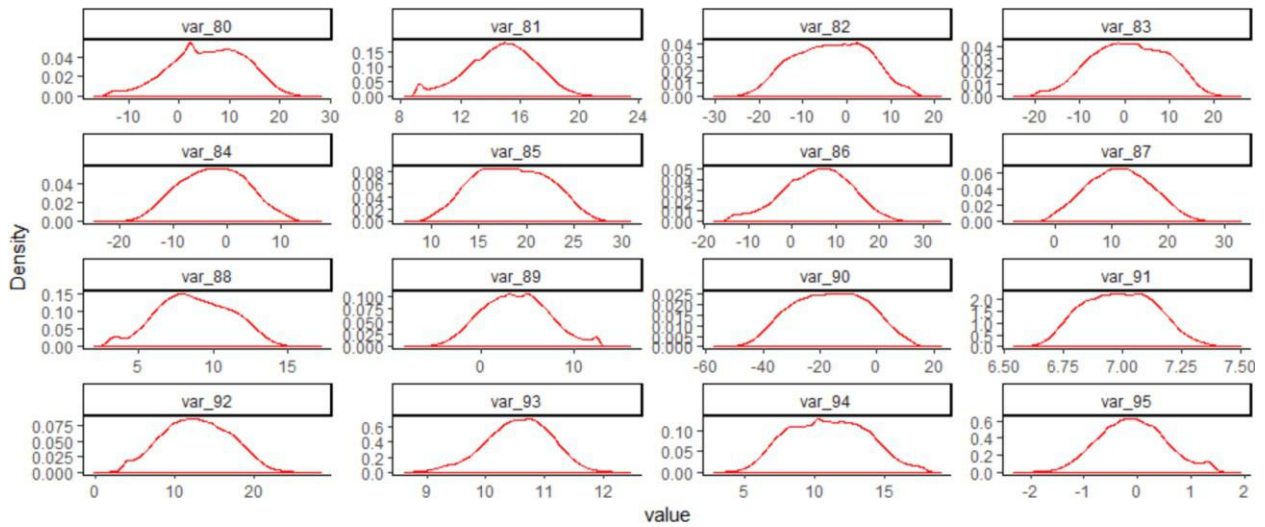 var_80 var_81 var_82 var_83
0.04 0.15 0.04 0.04
0.02 0.10 0.03 0.03
0.05 0.02 0.02
0.01 0.01
0.00 0.00 0.00 0.00
-10 0 10 20 30 8 12 16 20 24 -30 -20 -10 0 10 20 -20 -10 0 10 20
var_84 var_85 var_86 var_87
0.04 0.08 0.05 0.06
0.06 0.04
0.02 0.04 0.03 0.04
0.02 0.02 0.02
0.01
0.00 0.00 0.00 0.00
-20 -10 0 10 10 15 20 25 30 -20 -10 0 10 20 30 0 10 20 30
Density
var_88 var_89 var_90 var_91
0.15 0.100 0.025 2.0
0.10 0.075 0.020 1.5
0.050 0.015 1.0
0.05 0.025 0.010 0.5
0.005
0.00 0.000 0.000 0.0
5 10 15 0 10 -60 -40 -20 0 20 6.50 6.75 7.00 7.25 7.50
var_92 var_93 var_94 var_95
0.075 0.6 0.10 0.6
0.050 0.4 0.05 0.4
0.025 0.2 0.2
0.000 0.0 0.00 0.0
0 10 20 9 10 11 12 5 10 15 -2 -1 0 1 2
value